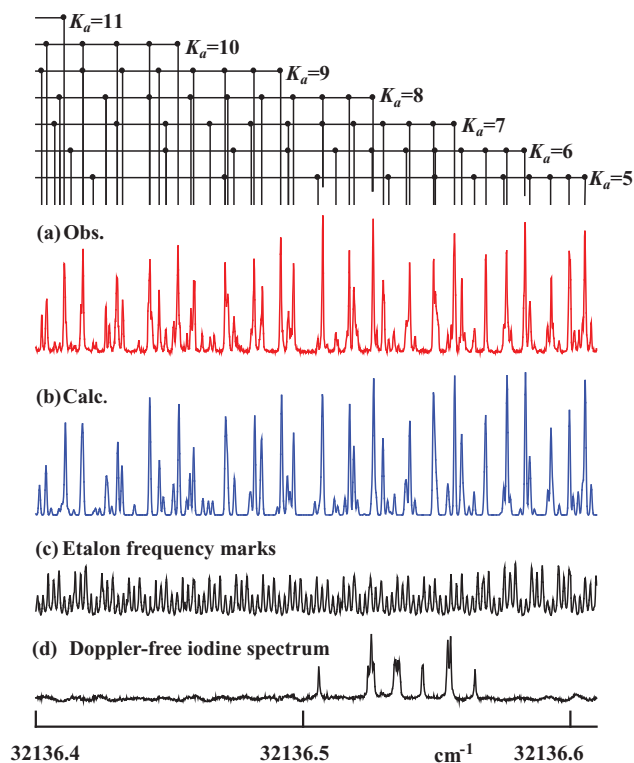 Ka=11
Ka=10
Ka=9
Ka=8
Ka=7
Ka=6
Ka=5
(a) Obs.
(b) Calc.
(c) Etalon frequency marks
(d) Doppler-free iodine spectrum
32136.4 32136.5 cm-1 32136.6